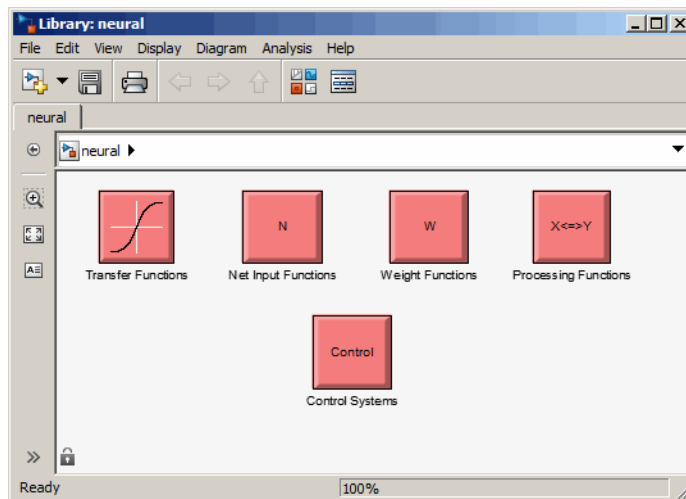 Library: neural
File Edit View Display Diagram Analysis Help
neural
neural
N
W
X<=>Y
Transfer Functions
Net Input Functions
Weight Functions
Processing Functions
Control
Control Systems
Ready
100%